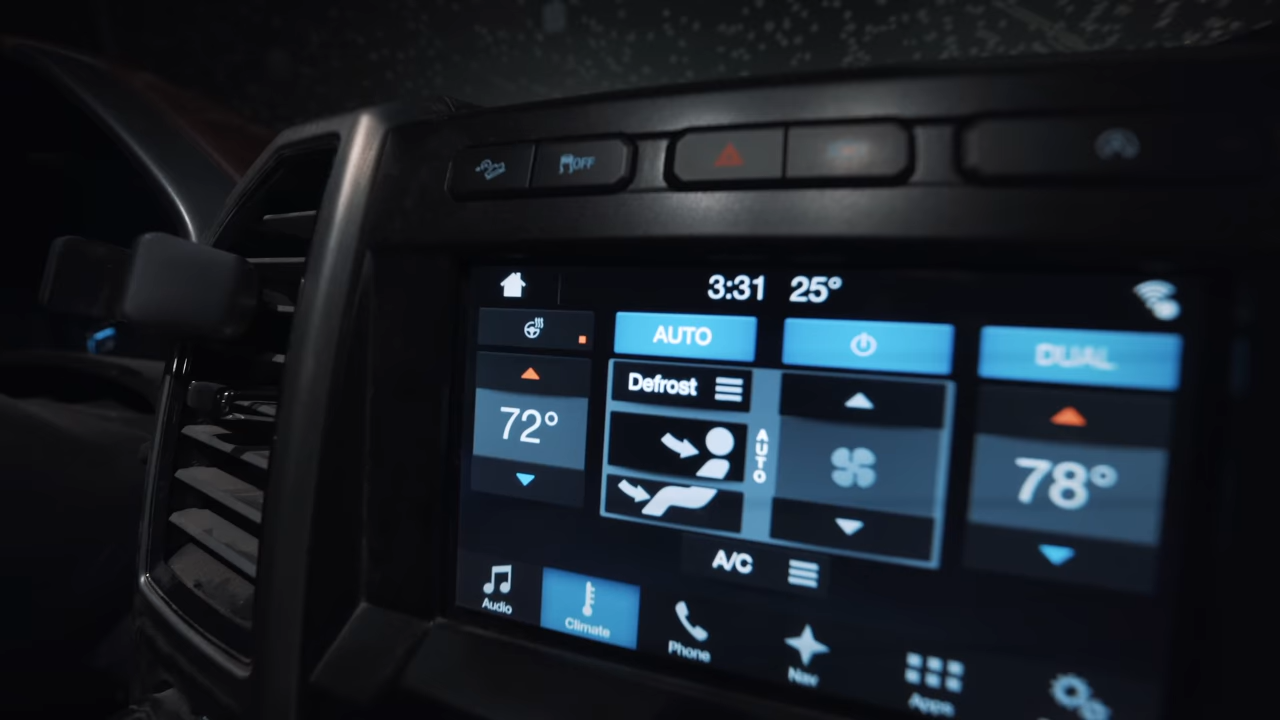 OFF
3:31 25°
AUTO
DUAL
Defrost
72°
AUTO
78°
A/C
Audio
Climate
Phone
Nav
Apps